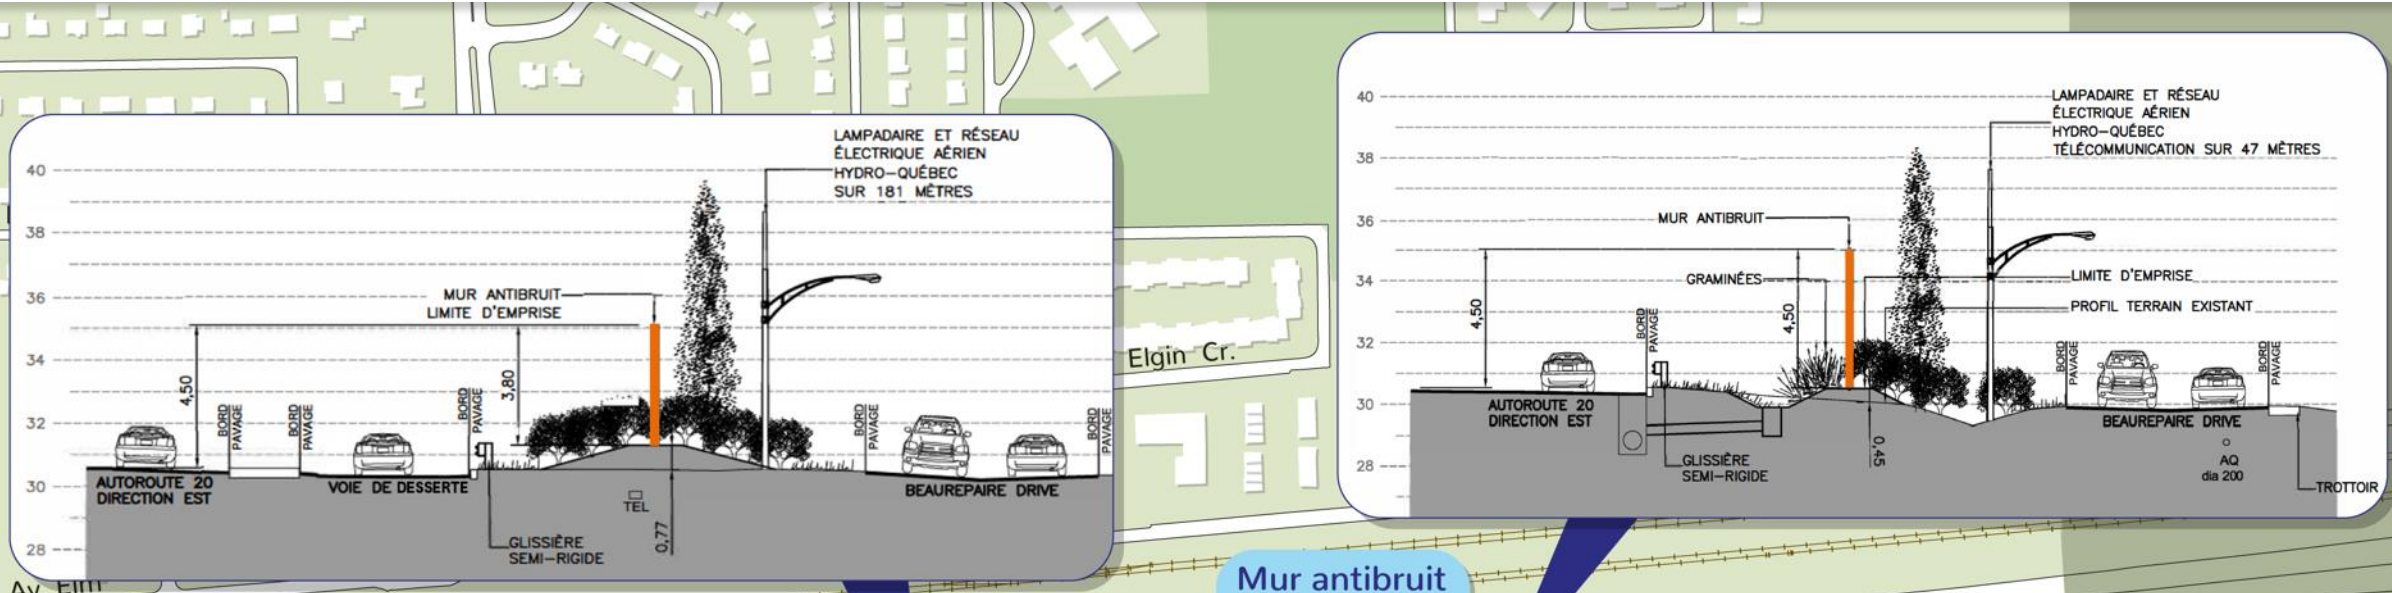 40
38
36
34
32
30
28
LAMPADAIRE ET RÉSEAU
ÉLECTRIQUE AÉRIEN
HYDRO-QUÉBEC
SUR 181 MÈTRES
MUR ANTIBRUIT
LIMITE D'EMPRISE
4,50
3,80
BORD
PAVAGE
BORD
PAVAGE
BORD
PAVAGE
BORD
PAVAGE
BORD
PAVAGE
AUTOROUTE 20
DIRECTION EST
VOIE DE DESSERTE
BEAUREPAIRE DRIVE
TEL
0,77
GLISSIÈRE
SEMI-RIGIDE
40
38
36
34
32
30
28
LAMPADAIRE ET RÉSEAU
ÉLECTRIQUE AÉRIEN
HYDRO-QUÉBEC
TÉLÉCOMMUNICATION SUR 47 MÈTRES
MUR ANTIBRUIT
GRAMINÉES
LIMITE D'EMPRISE
PROFIL TERRAIN EXISTANT
4,50
4,50
BORD
PAVAGE
BORD
PAVAGE
BORD
PAVAGE
AUTOROUTE 20
DIRECTION EST
BEAUREPAIRE DRIVE
0,45
GLISSIÈRE
SEMI-RIGIDE
AQ
dia 200
TROTTOIR
Elgin Cr.
Av. Elm
Mur antibruit